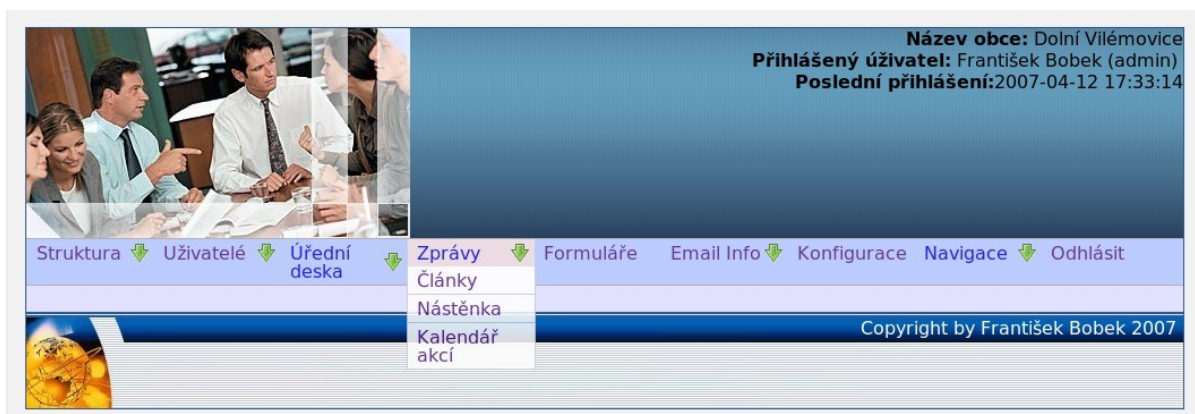 Název obce: Dolní Vilémovice
Přihlášený úživatel: František Bobek (admin)
Poslední přihlášení:2007-04-12 17:33:14
Struktura Uživatelé Úřední deska Zprávy Formuláře Email Info Konfigurace Navigace Odhlásit
Články
Nástěnka
Kalendář
akcí
Copyright by František Bobek 2007